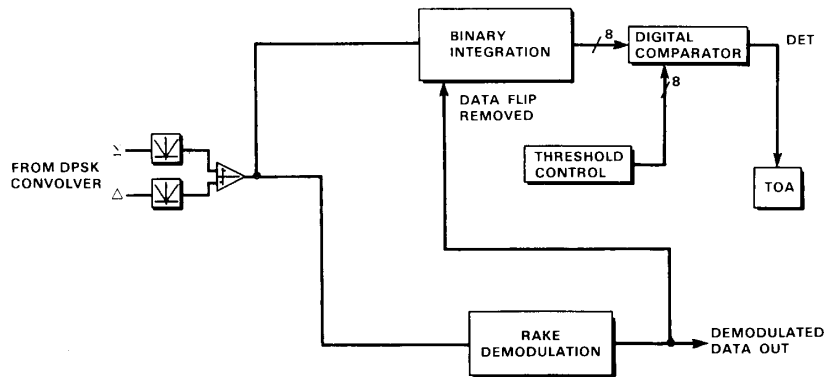 BINARY
INTEGRATION
8
DIGITAL
COMPARATOR
DET
8
DATA FLIP
REMOVED
THRESHOLD
CONTROL
TOA
FROM DPSK
CONVOLVER
Σ
Δ
RAKE
DEMODULATION
DEMODULATED
DATA OUT